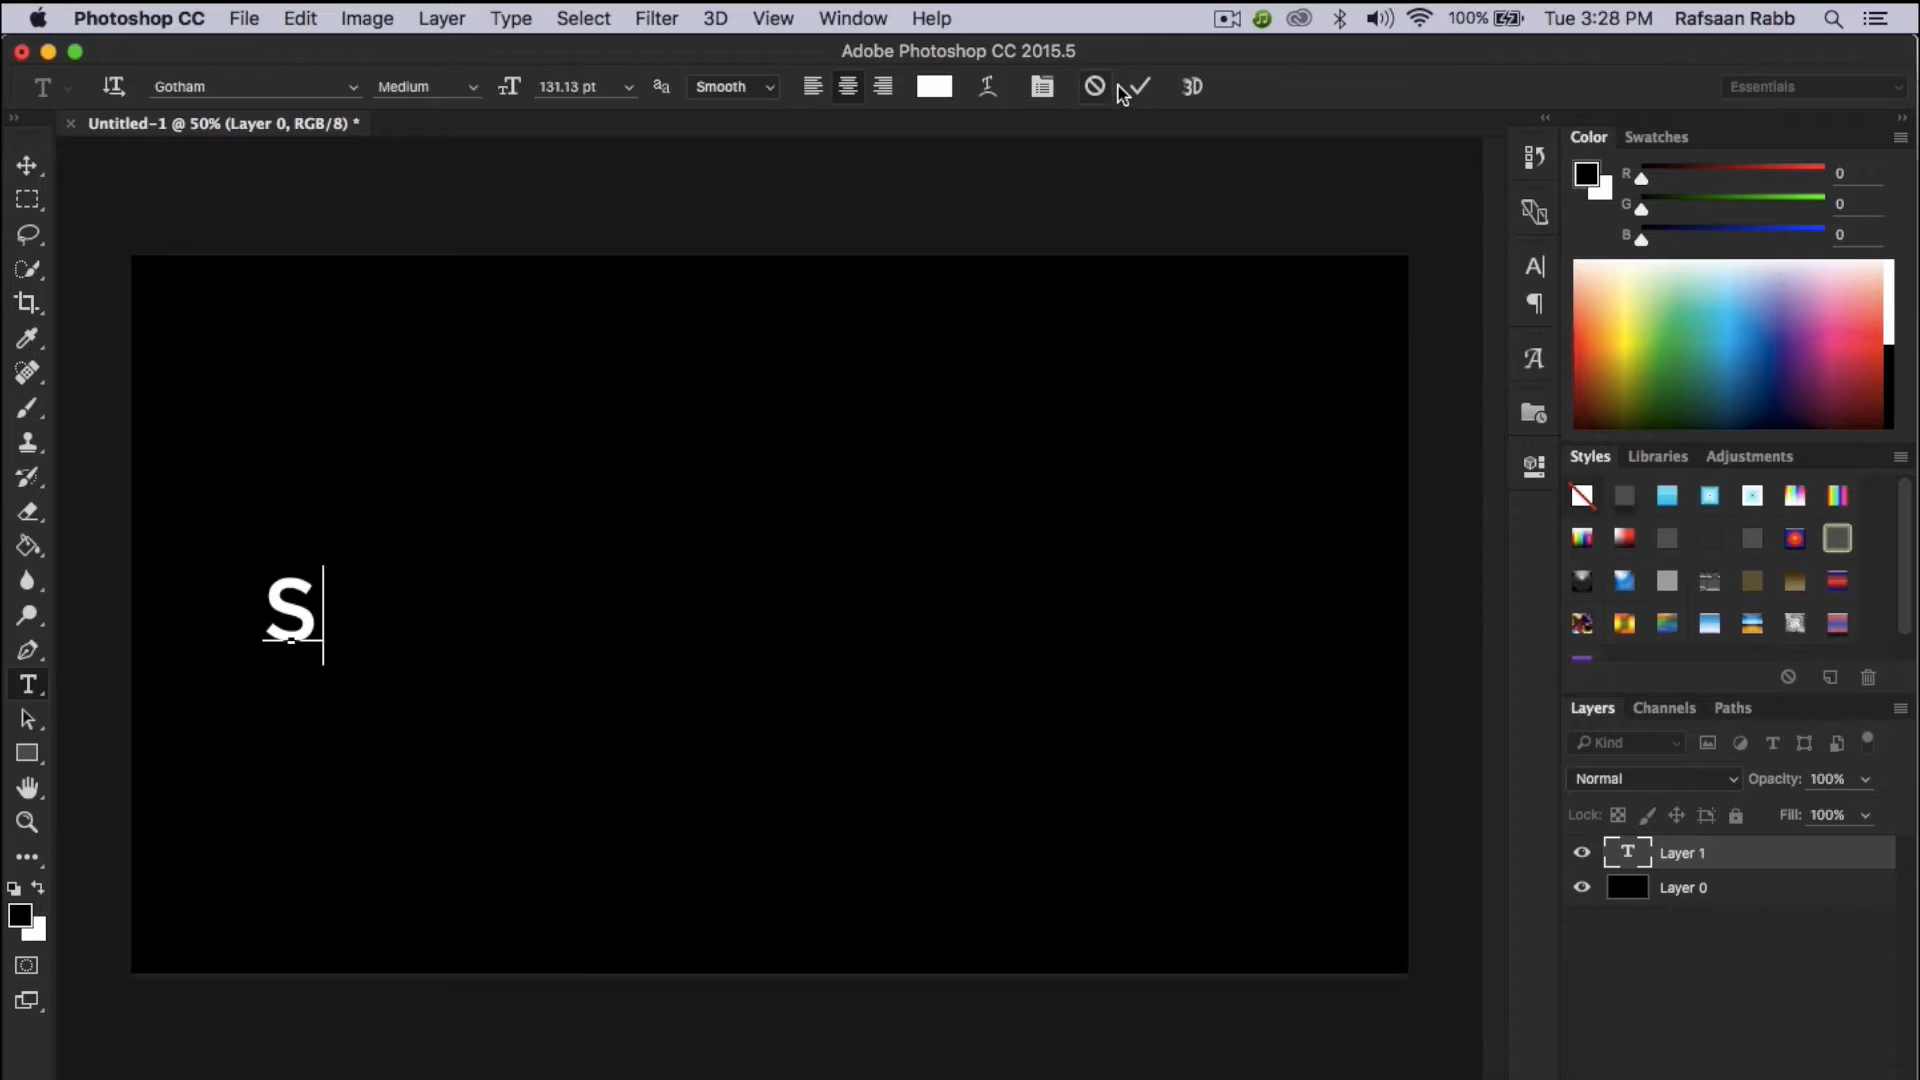 Photoshop CC File Edit Image Layer Type Select Filter 3D View Window Help 100% Tue 3:28 PM Rafsaan Rabb
Adobe Photoshop CC 2015.5
T Gotham Medium 131.13 pt aa Smooth 3D Essentials
Untitled-1 @ 50% (Layer 0, RGB/8) *
Color Swatches
R 0
G 0
B 0
S
Styles Libraries Adjustments
Layers Channels Paths
Kind
Normal Opacity: 100%
Lock: Fill: 100%
T Layer 1
Layer 0